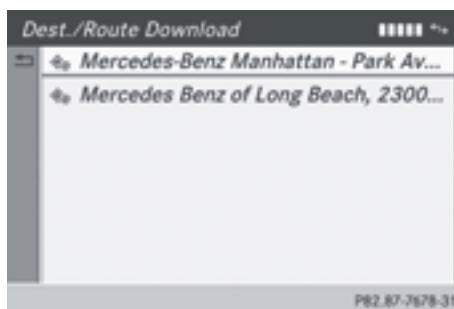 Dest./Route Download
Mercedes-Benz Manhattan - Park Av...
Mercedes Benz of Long Beach, 2300...
P82.87-7678-31